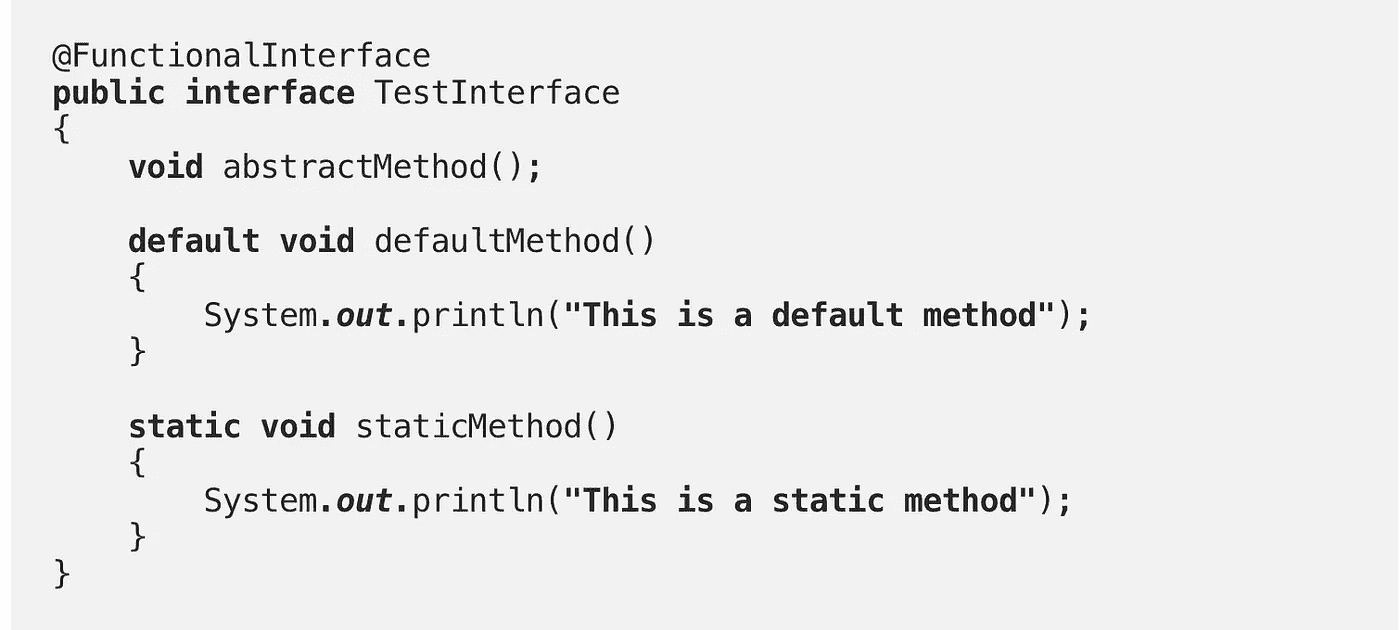 @FunctionalInterface
public interface TestInterface
{
    void abstractMethod();

    default void defaultMethod()
    {
        System.out.println("This is a default method");
    }

    static void staticMethod()
    {
        System.out.println("This is a static method");
    }
}